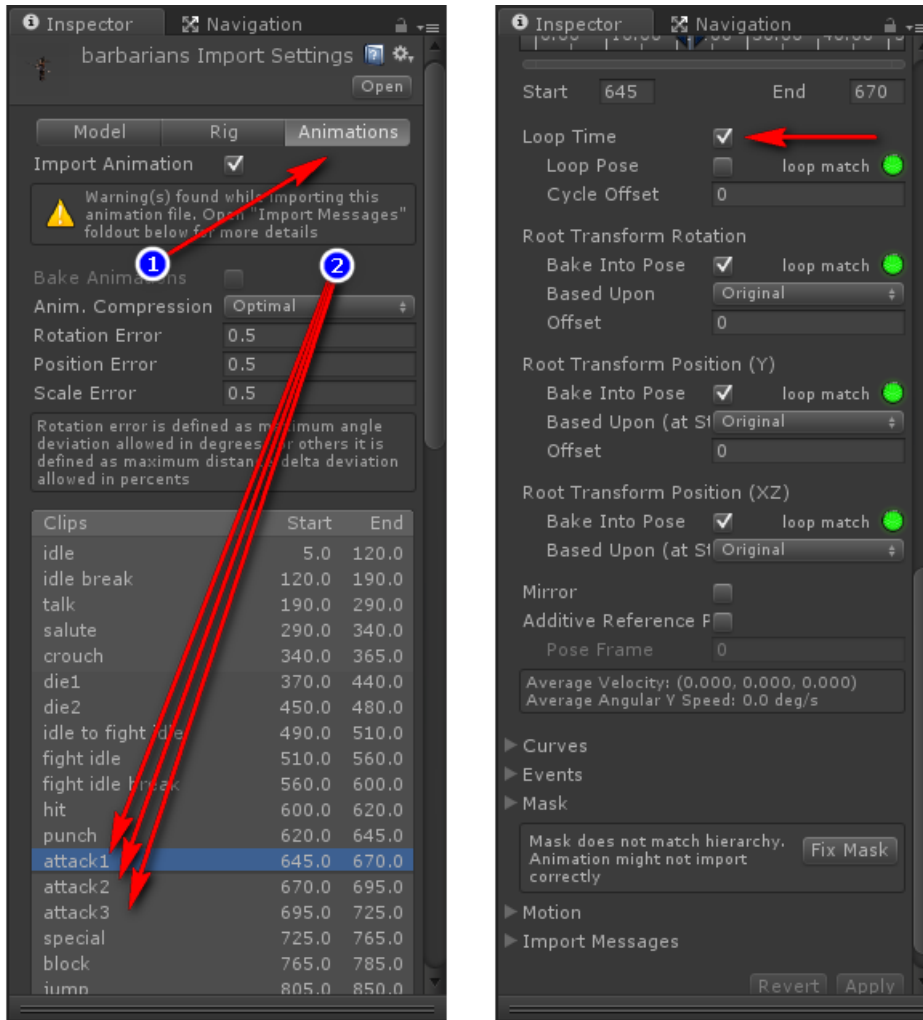 Inspector
Navigation
barbarians Import Settings
Open
Model Rig Animations
Import Animation
Warning(s) found while importing this
animation file. Open "Import Messages"
foldout below for more details
1
2
Bake Animations
Anim. Compression Optimal
Rotation Error 0.5
Position Error 0.5
Scale Error 0.5
Rotation error is defined as maximum angle
deviation allowed in degrees, for others it is
defined as maximum distance/delta deviation
allowed in percents
Clips Start End
idle 5.0 120.0
idle break 120.0 190.0
talk 190.0 290.0
salute 290.0 340.0
crouch 340.0 365.0
die1 370.0 440.0
die2 450.0 480.0
idle to fight idle 490.0 510.0
fight idle 510.0 560.0
fight idle break 560.0 600.0
hit 600.0 620.0
punch 620.0 645.0
attack1 645.0 670.0
attack2 670.0 695.0
attack3 695.0 725.0
special 725.0 765.0
block 765.0 785.0
jump 805.0 850.0
Inspector
Navigation
Start 645 End 670
Loop Time
Loop Pose loop match
Cycle Offset 0
Root Transform Rotation
Bake Into Pose loop match
Based Upon Original
Offset 0
Root Transform Position (Y)
Bake Into Pose loop match
Based Upon (at St Original
Offset 0
Root Transform Position (XZ)
Bake Into Pose loop match
Based Upon (at St Original
Mirror
Additive Reference P
Pose Frame 0
Average Velocity: (0.000, 0.000, 0.000)
Average Angular Y Speed: 0.0 deg/s
Curves
Events
Mask
Mask does not match hierarchy.
Animation might not import
correctly
Fix Mask
Motion
Import Messages
Revert Apply